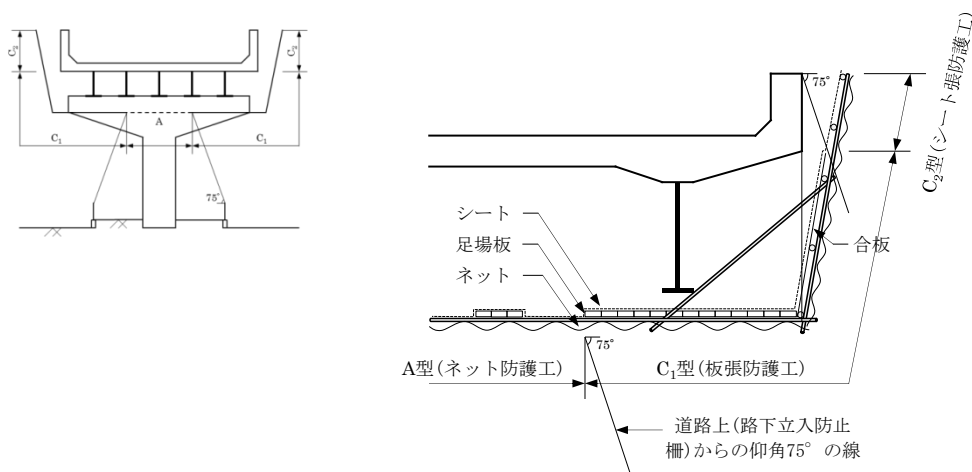 C₂
C₂
A
C₁
C₁
75°
75°
C₂型(シート張防護工)
シート
足場板
ネット
合板
75°
A型(ネット防護工)
C₁型(板張防護工)
道路上(路下立入防止
柵)からの仰角75°の線